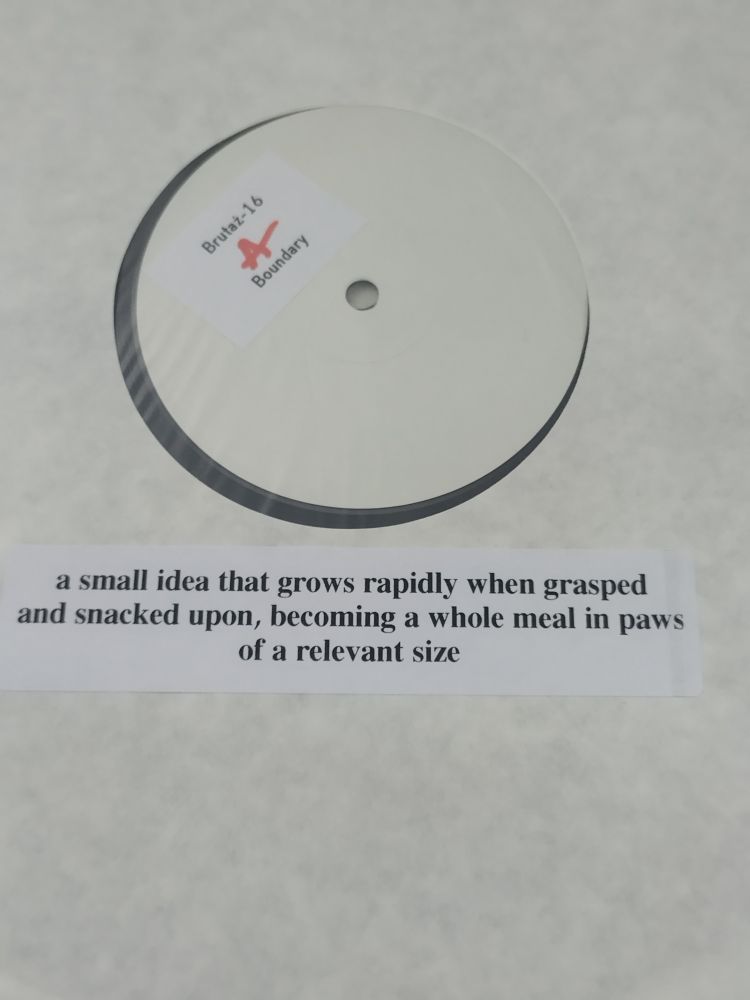 Brutaż-16
A
Boundary
a small idea that grows rapidly when grasped
and snacked upon, becoming a whole meal in paws
of a relevant size